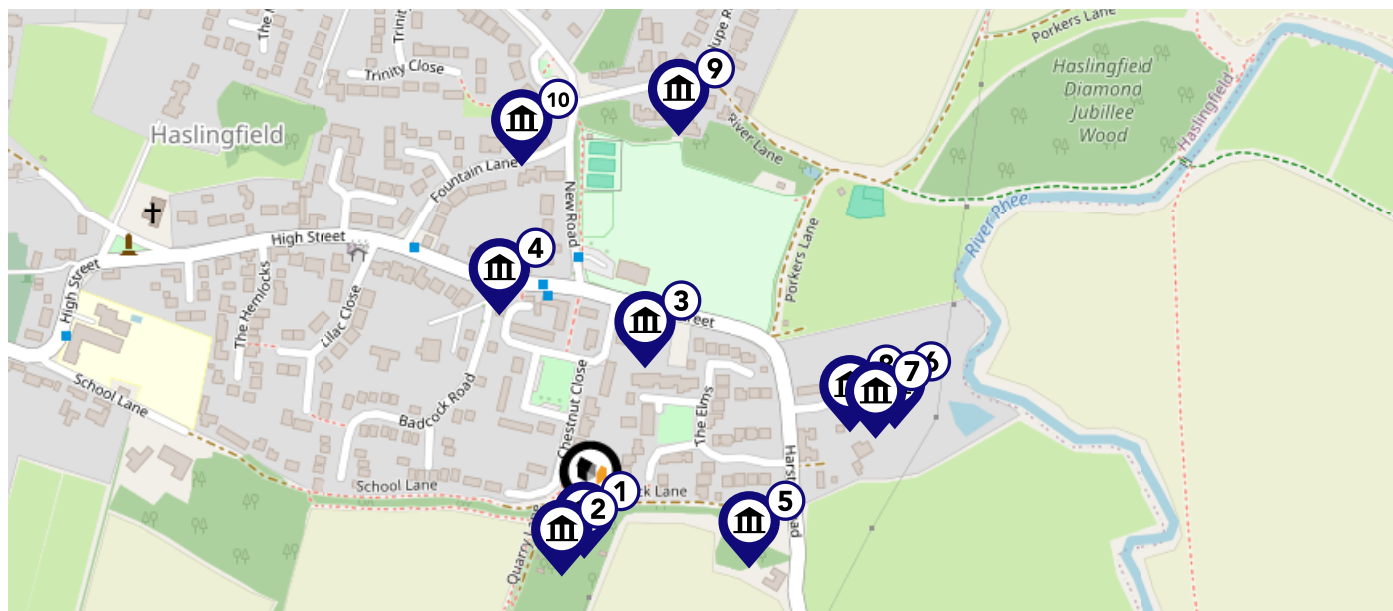 Porkers Lane
Trinity Close
9
10
Haslingfield
Diamond
Jubillee
Wood
Haslingfield
Haslingfield
River Lane
Fountain Lane
New Road
High Street
4
Porkers Lane
River Rhee
High Street
The Hemlocks
Lilac Close
3
School Lane
Badcock Road
Chestnut Close
The Elms
8
7
6
School Lane
1
2
5
Quarry Lane